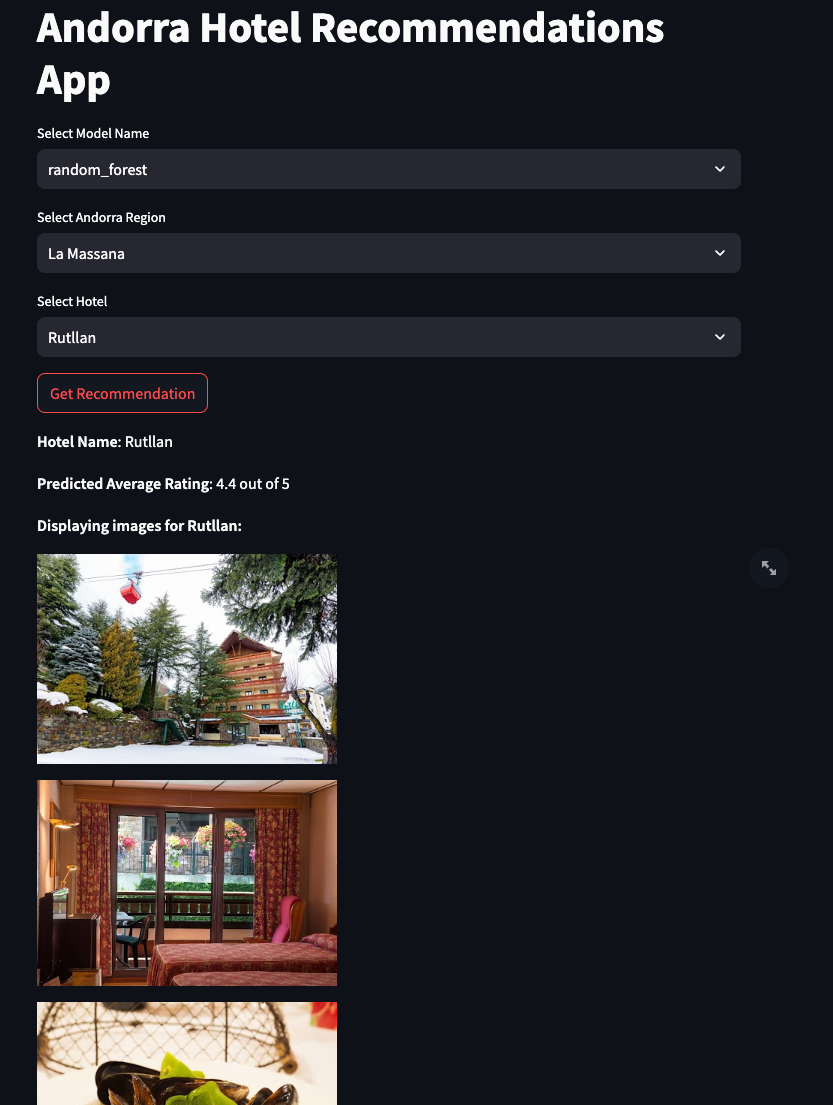 Andorra Hotel Recommendations
App
Select Model Name
random_forest
Select Andorra Region
La Massana
Select Hotel
Rutllan
Get Recommendation
Hotel Name: Rutllan
Predicted Average Rating: 4.4 out of 5
Displaying images for Rutllan: